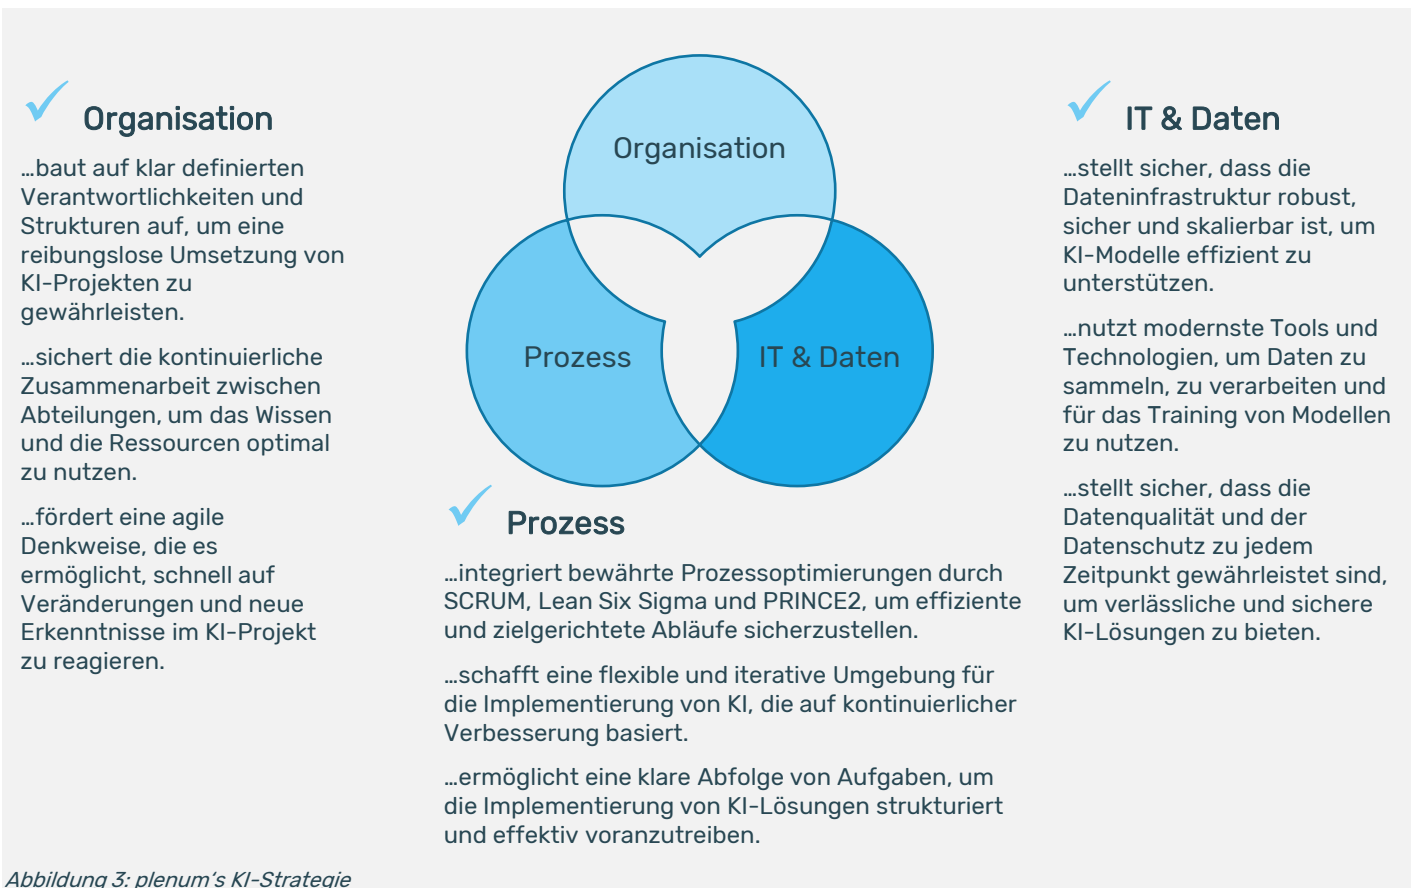 Organisation
…baut auf klar definierten
Verantwortlichkeiten und
Strukturen auf, um eine
reibungslose Umsetzung von
KI-Projekten zu
gewährleisten.
…sichert die kontinuierliche
Zusammenarbeit zwischen
Abteilungen, um das Wissen
und die Ressourcen optimal
zu nutzen.
…fördert eine agile
Denkweise, die es
ermöglicht, schnell auf
Veränderungen und neue
Erkenntnisse im KI-Projekt
zu reagieren.
Organisation
Prozess
IT & Daten
Prozess
…integriert bewährte Prozessoptimierungen durch
SCRUM, Lean Six Sigma und PRINCE2, um effiziente
und zielgerichtete Abläufe sicherzustellen.
…schafft eine flexible und iterative Umgebung für
die Implementierung von KI, die auf kontinuierlicher
Verbesserung basiert.
…ermöglicht eine klare Abfolge von Aufgaben, um
die Implementierung von KI-Lösungen strukturiert
und effektiv voranzutreiben.
IT & Daten
…stellt sicher, dass die
Dateninfrastruktur robust,
sicher und skalierbar ist, um
KI-Modelle effizient zu
unterstützen.
…nutzt modernste Tools und
Technologien, um Daten zu
sammeln, zu verarbeiten und
für das Training von Modellen
zu nutzen.
…stellt sicher, dass die
Datenqualität und der
Datenschutz zu jedem
Zeitpunkt gewährleistet sind,
um verlässliche und sichere
KI-Lösungen zu bieten.
Abbildung 3: plenum's KI-Strategie